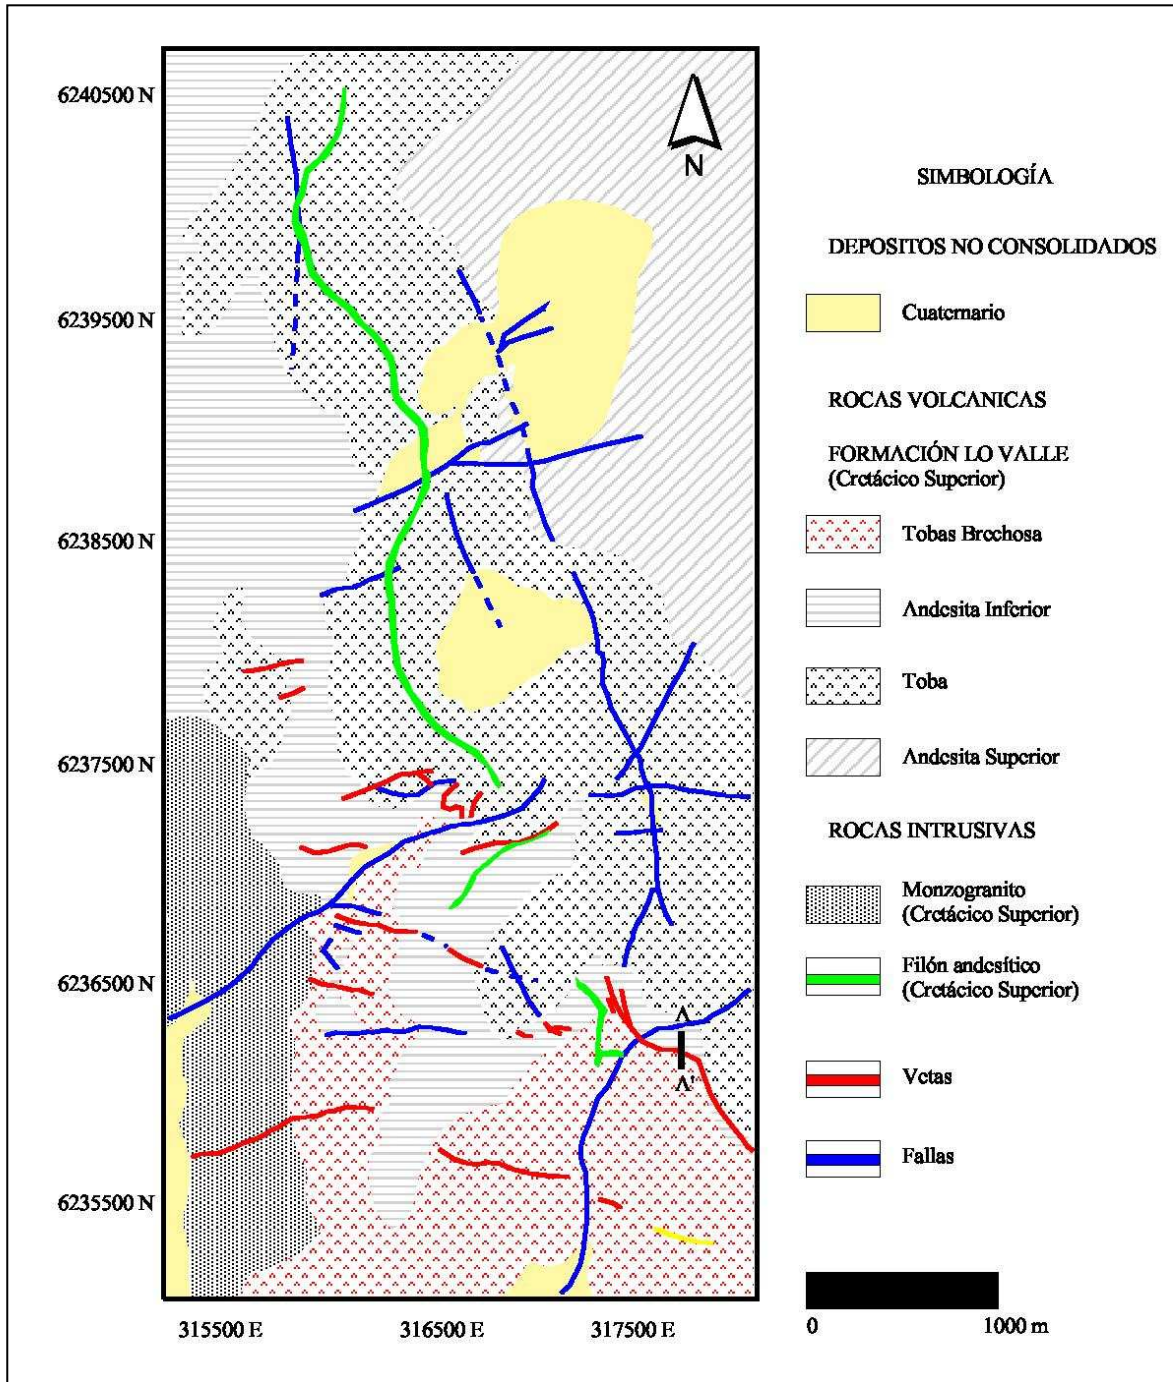 6240500 N
6239500 N
6238500 N
6237500 N
6236500 N
6235500 N
315500 E
316500 E
317500 E
N
A
A'
SIMBOLOGÍA
DEPOSITOS NO CONSOLIDADOS
Cuaternario
ROCAS VOLCANICAS
FORMACIÓN LO VALLE
(Cretácico Superior)
Tobas Brechosa
Andesita Inferior
Toba
Andesita Superior
ROCAS INTRUSIVAS
Monzogranito
(Cretácico Superior)
Filón andesítico
(Cretácico Superior)
Vetas
Fallas
0
1000 m